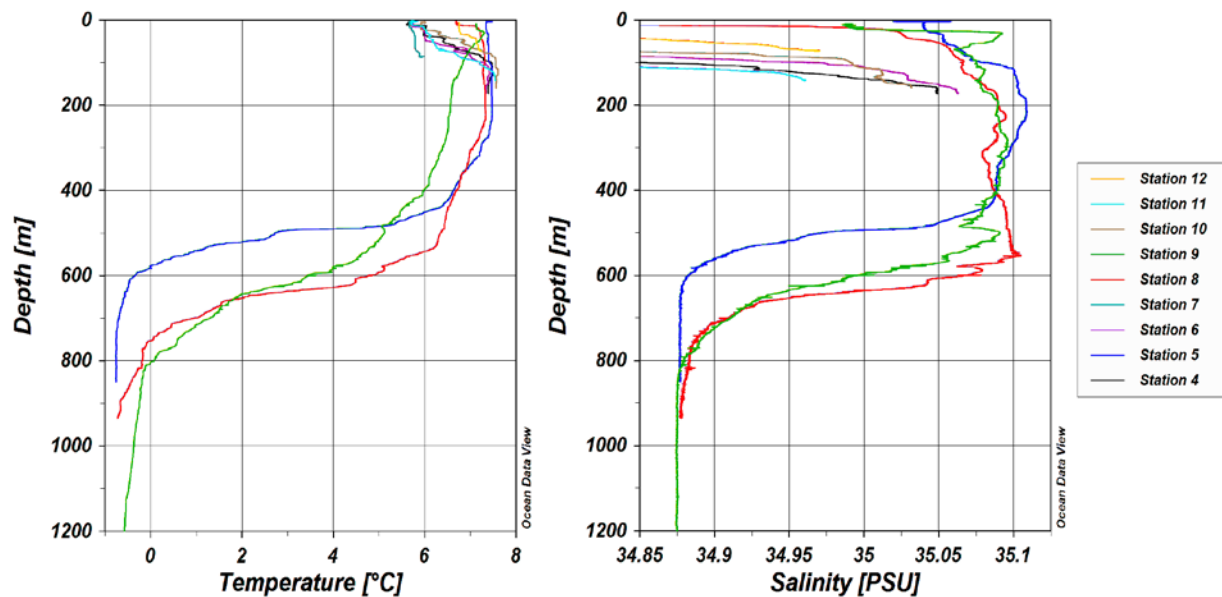 0
200
400
600
800
1000
1200
Depth [m]
0
2
4
6
8
Temperature [°C]
Ocean Data View
0
200
400
600
800
1000
1200
Depth [m]
34.85
34.9
34.95
35
35.05
35.1
Salinity [PSU]
Ocean Data View
Station 12
Station 11
Station 10
Station 9
Station 8
Station 7
Station 6
Station 5
Station 4